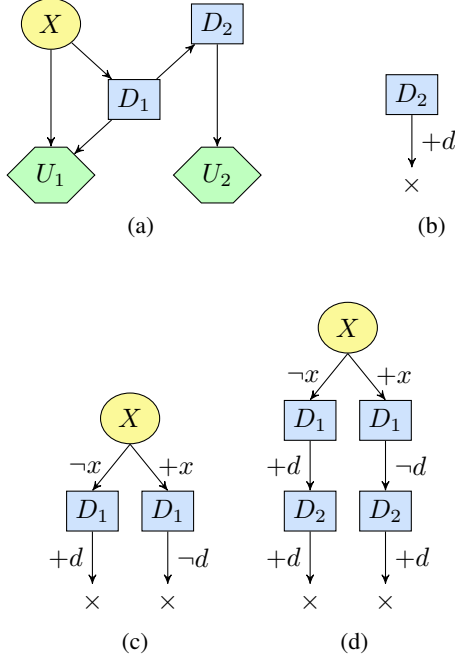 X
D₂
D₁
U₁
U₂
(a)
D₂
+d
×
(b)
X
¬x
+x
D₁
D₁
+d
¬d
×
×
(c)
X
¬x
+x
D₁
D₁
+d
¬d
D₂
D₂
+d
+d
×
×
(d)